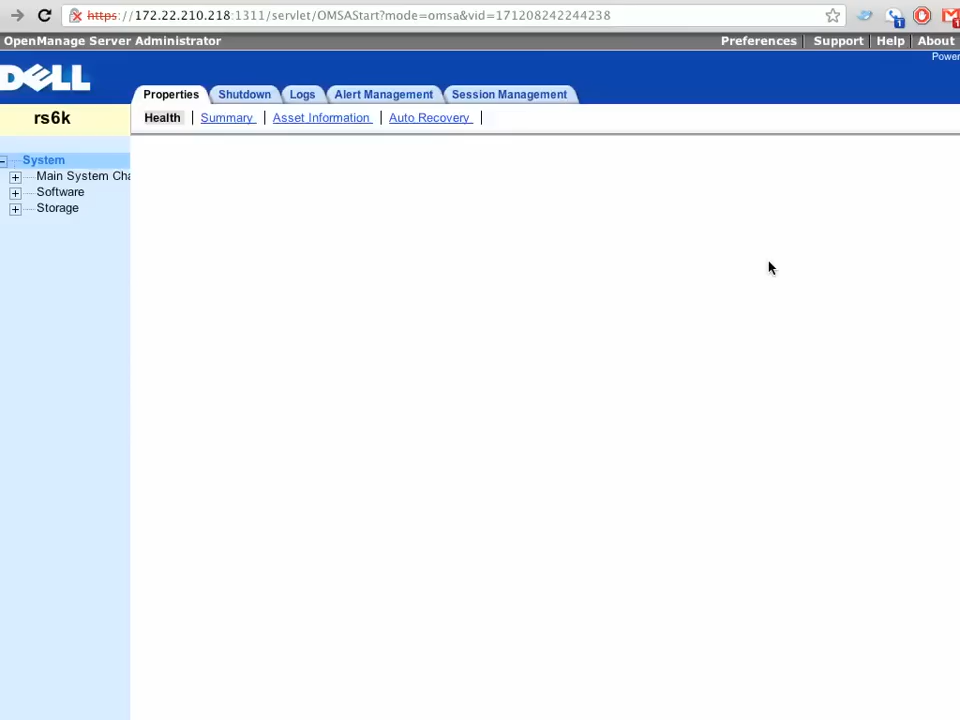 https://172.22.210.218:1311/servlet/OMSAStart?mode=omsa&vid=171208242244238
1
1
OpenManage Server Administrator
Preferences | Support | Help | About
Power
DELL
Properties Shutdown Logs Alert Management Session Management
rs6k
Health | Summary | Asset Information | Auto Recovery |
System
Main System Cha
Software
Storage